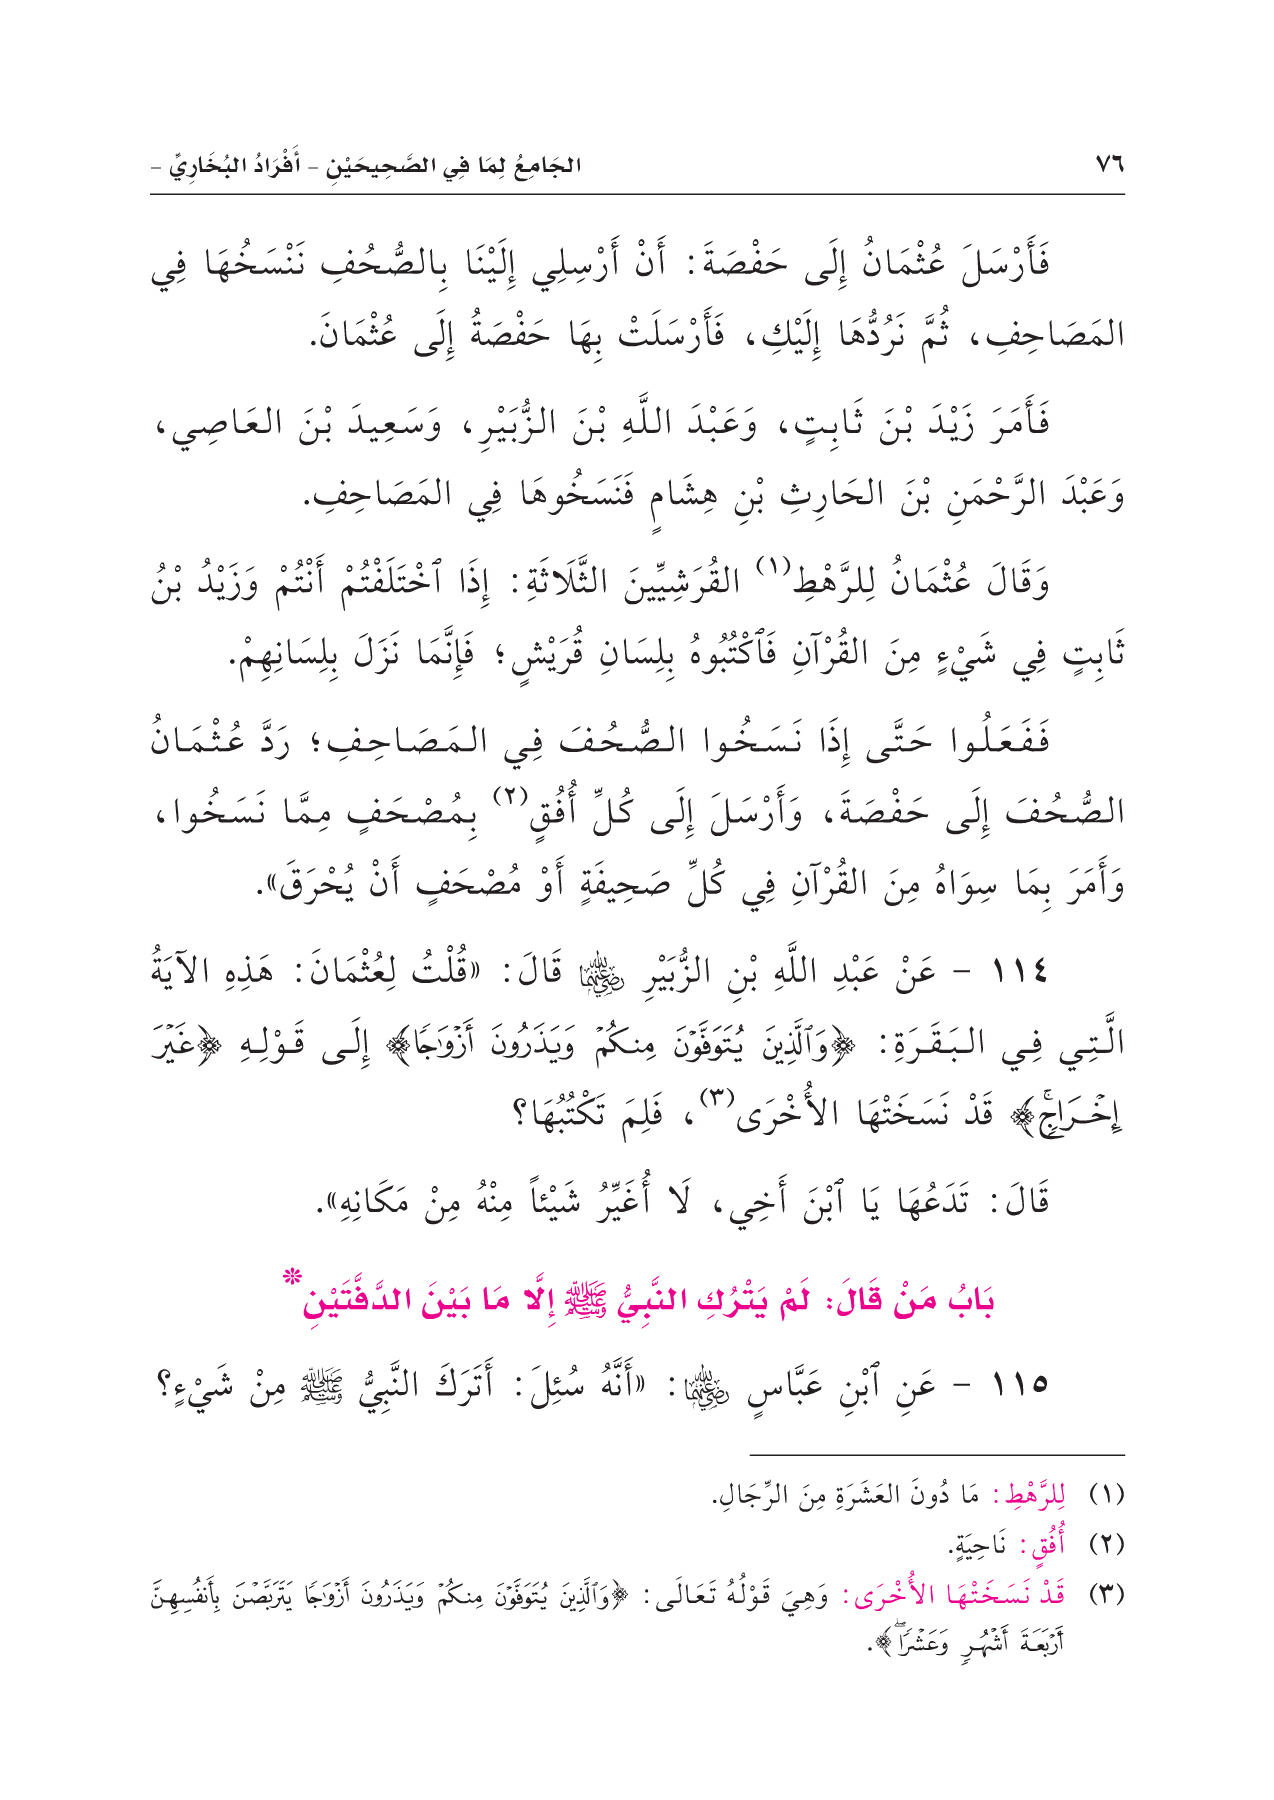 ٧٦ الجَامِعُ لِمَا فِي الصَّحِيحَيْنِ - أَفْرَادُ البُخَارِيِّ -
فَأَرْسَلَ عُثْمَانُ إِلَى حَفْصَةَ: أَنْ أَرْسِلِي إِلَيْنَا بِالصُّحُفِ نَنْسَخُهَا فِي
المَصَاحِفِ، ثُمَّ نَرُدُّهَا إِلَيْكِ، فَأَرْسَلَتْ بِهَا حَفْصَةُ إِلَى عُثْمَانَ.
فَأَمَرَ زَيْدَ بْنَ ثَابِتٍ، وَعَبْدَ اللَّهِ بْنَ الزُّبَيْرِ، وَسَعِيدَ بْنَ العَاصِي،
وَعَبْدَ الرَّحْمَنِ بْنَ الحَارِثِ بْنِ هِشَامٍ فَنَسَخُوهَا فِي المَصَاحِفِ.
وَقَالَ عُثْمَانُ لِلرَّهْطِ(١) القُرَشِيِّينَ الثَّلَاثَةِ: إِذَا ٱخْتَلَفْتُمْ أَنْتُمْ وَزَيْدُ بْنُ
ثَابِتٍ فِي شَيْءٍ مِنَ القُرْآنِ فَٱكْتُبُوهُ بِلِسَانِ قُرَيْشٍ؛ فَإِنَّمَا نَزَلَ بِلِسَانِهِمْ.
فَفَعَلُوا حَتَّى إِذَا نَسَخُوا الصُّحُفَ فِي المَصَاحِفِ؛ رَدَّ عُثْمَانُ
الصُّحُفَ إِلَى حَفْصَةَ، وَأَرْسَلَ إِلَى كُلِّ أُفُقٍ(٢) بِمُصْحَفٍ مِمَّا نَسَخُوا،
وَأَمَرَ بِمَا سِوَاهُ مِنَ القُرْآنِ فِي كُلِّ صَحِيفَةٍ أَوْ مُصْحَفٍ أَنْ يُحْرَقَ».
١١٤ - عَنْ عَبْدِ اللَّهِ بْنِ الزُّبَيْرِ رضي الله عنهما قَالَ: «قُلْتُ لِعُثْمَانَ: هَذِهِ الآيَةُ
الَّتِي فِي البَقَرَةِ: ﴿وَٱلَّذِينَ يُتَوَفَّوۡنَ مِنكُمۡ وَيَذَرُونَ أَزۡوَٰجٗا﴾ إِلَى قَوْلِهِ ﴿غَيۡرَ
إِخۡرَاجٖۚ﴾ قَدْ نَسَخَتْهَا الأُخْرَى(٣)، فَلِمَ تَكْتُبُهَا؟
قَالَ: تَدَعُهَا يَا ٱبْنَ أَخِي، لَا أُغَيِّرُ شَيْئاً مِنْهُ مِنْ مَكَانِهِ».
بَابُ مَنْ قَالَ: لَمْ يَتْرُكِ النَّبِيُّ ﷺ إِلَّا مَا بَيْنَ الدَّفَّتَيْنِ*
١١٥ - عَنِ ٱبْنِ عَبَّاسٍ رضي الله عنهما: «أَنَّهُ سُئِلَ: أَتَرَكَ النَّبِيُّ ﷺ مِنْ شَيْءٍ؟
(١) لِلرَّهْطِ: مَا دُونَ العَشَرَةِ مِنَ الرِّجَالِ.
(٢) أُفُقٍ: نَاحِيَةٍ.
(٣) قَدْ نَسَخَتْهَا الأُخْرَى: وَهِيَ قَوْلُهُ تَعَالَى: ﴿وَٱلَّذِينَ يُتَوَفَّوۡنَ مِنكُمۡ وَيَذَرُونَ أَزۡوَٰجٗا يَتَرَبَّصۡنَ بِأَنفُسِهِنَّ
أَرۡبَعَةَ أَشۡهُرٖ وَعَشۡرٗاۖ﴾.